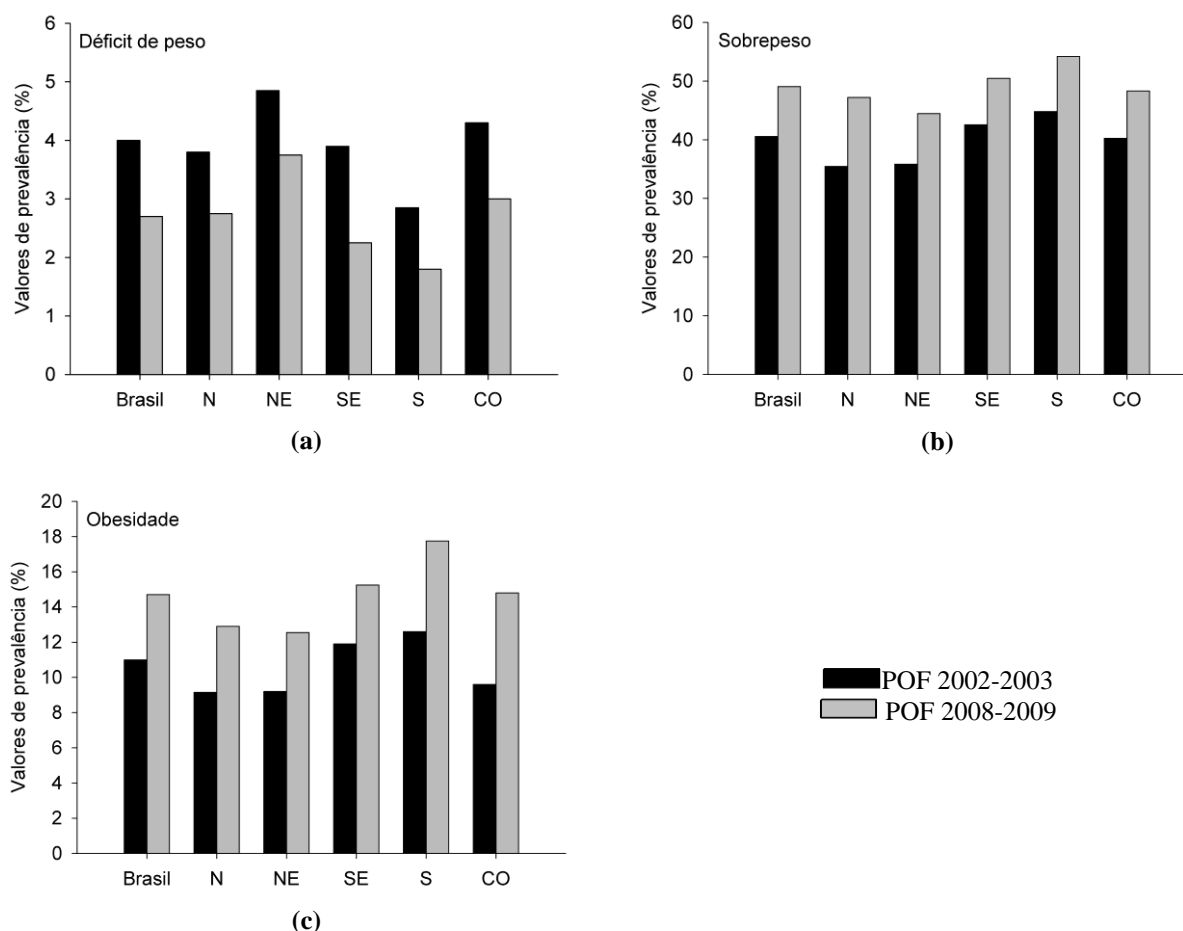 Déficit de peso
Valores de prevalência (%)
6
5
4
3
2
1
0
Brasil N NE SE S CO
(a)
Sobrepeso
Valores de prevalência (%)
60
50
40
30
20
10
0
Brasil N NE SE S CO
(b)
Obesidade
Valores de prevalência (%)
20
18
16
14
12
10
8
6
4
2
0
Brasil N NE SE S CO
(c)
POF 2002-2003
POF 2008-2009